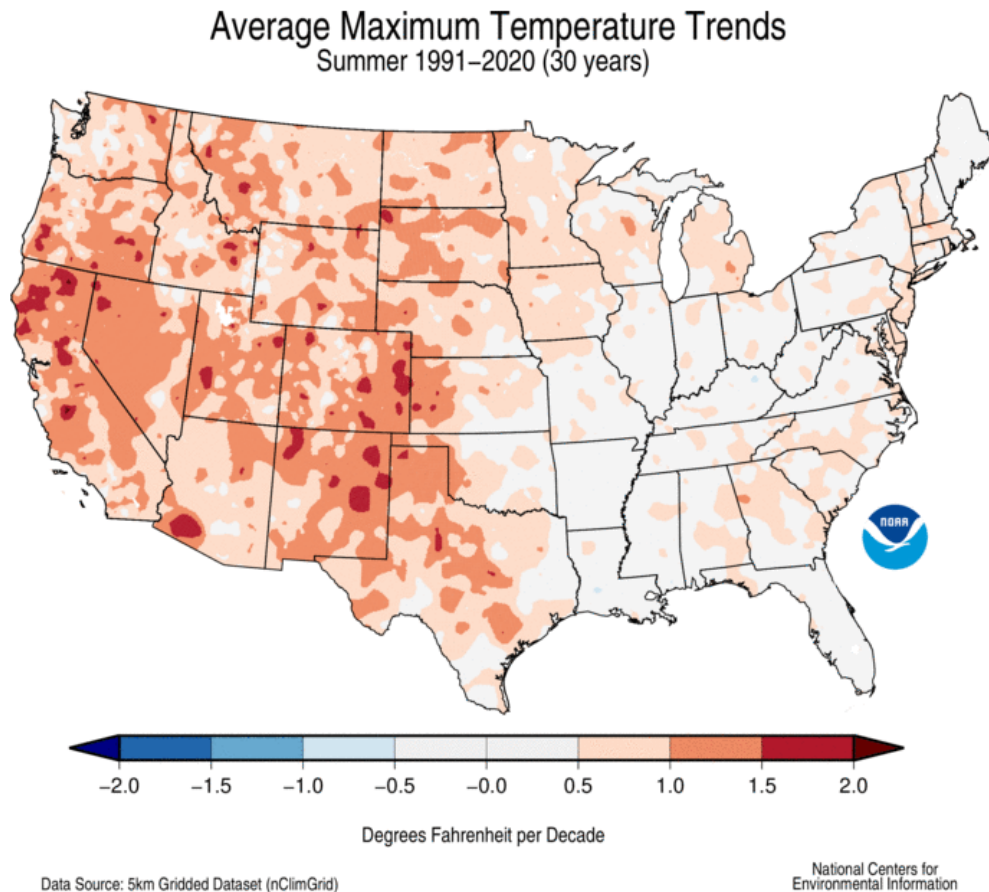 Average Maximum Temperature Trends
Summer 1991–2020 (30 years)
NOAA
−2.0 −1.5 −1.0 −0.5 −0.0 0.5 1.0 1.5 2.0
Degrees Fahrenheit per Decade
Data Source: 5km Gridded Dataset (nClimGrid)
National Centers for
Environmental Information